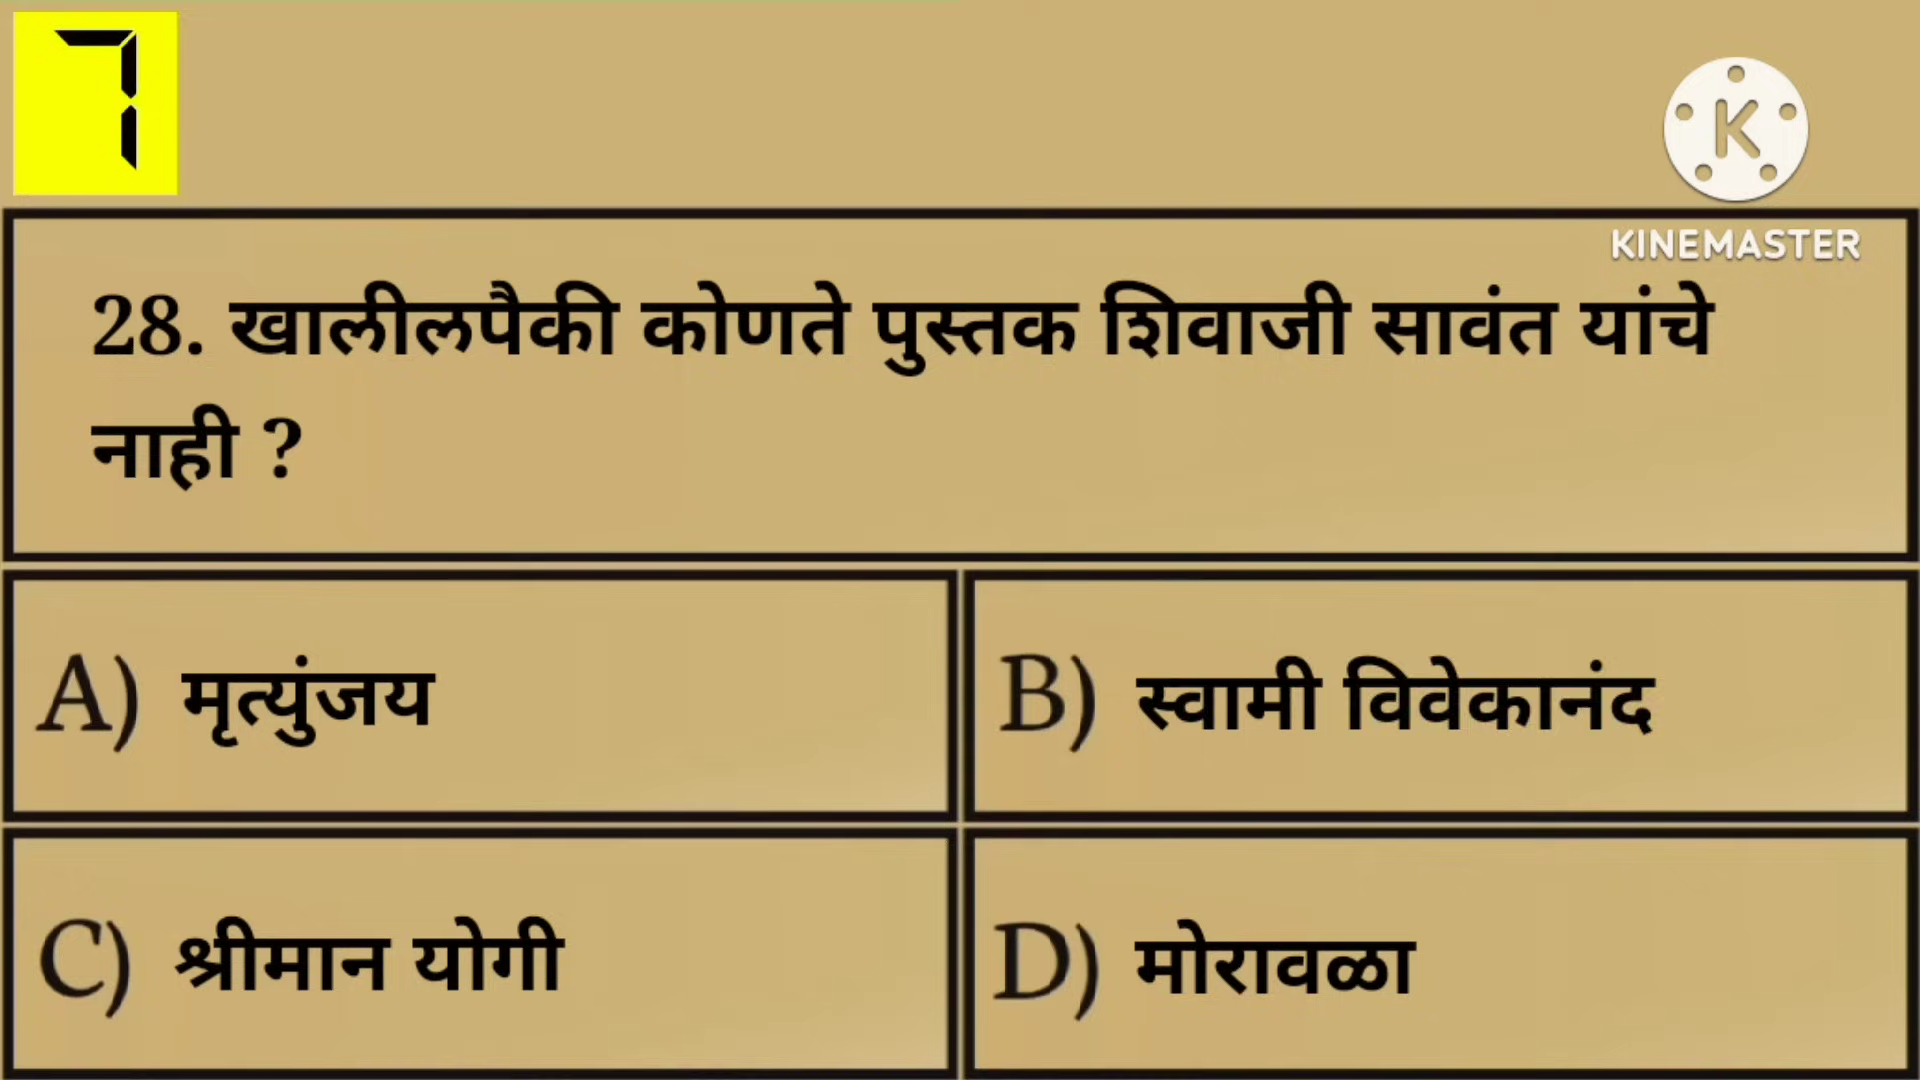 7
K
KINEMASTER
28. खालीलपैकी कोणते पुस्तक शिवाजी सावंत यांचे
नाही ?
A) मृत्युंजय
B) स्वामी विवेकानंद
C) श्रीमान योगी
D) मोरावळा